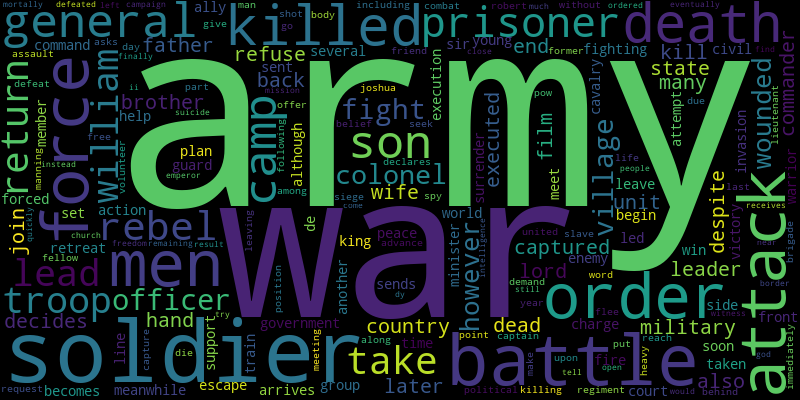 mortally defeated left campaign
general killed
including
man combat robert much without ordered eventually
prisoner death
command asks day ally give shot body go friend former
father refuse several sir young end fighting kill civil
assault finally defeat
brother sent back execution close mission
army
force return william camp
ii part suicide offer joshua
fight pow belief seek declares
state many wounded commander
cavalry attempt due lieutenant find
member help free manning volunteer instead
plan guard emperor although following among
son colonel wife spy
executed surrender meet film
village unit life people
invasion warrior last
forced set action church
join quickly retreat fellow
rebel men
war
de siege come king peace advance
world minister however lord
captured leave begin led slave united intelligence
despite victory win leader enemy word
attack receives near brigade border
freedom remaining result leaving position
another sends dy
lead troop officer order
decides hand support government country
demand still year flee
dead charge side military front
line capture train meeting along time
point captain upon put fire reach witness
soldier take battle
die try tell open make heavy
soon taken also god immediately
request becomes meanwhile escape arrives group later
political killing regiment court would behind